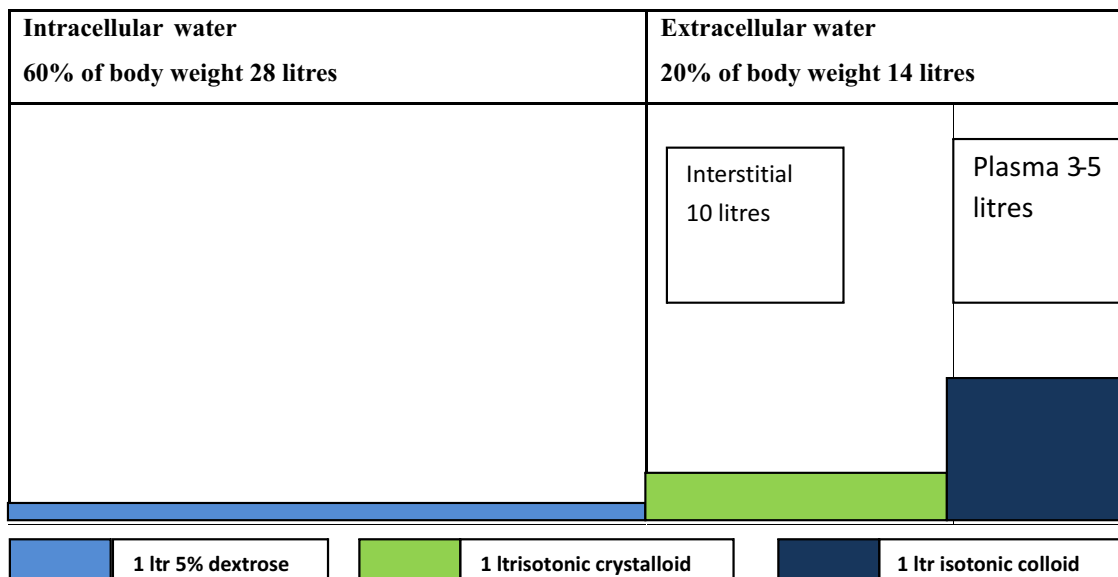 Intracellular water
60% of body weight 28 litres
Extracellular water
20% of body weight 14 litres
Interstitial
10 litres
Plasma 3-5
litres
1 ltr 5% dextrose
1 ltrisotonic crystalloid
1 ltr isotonic colloid